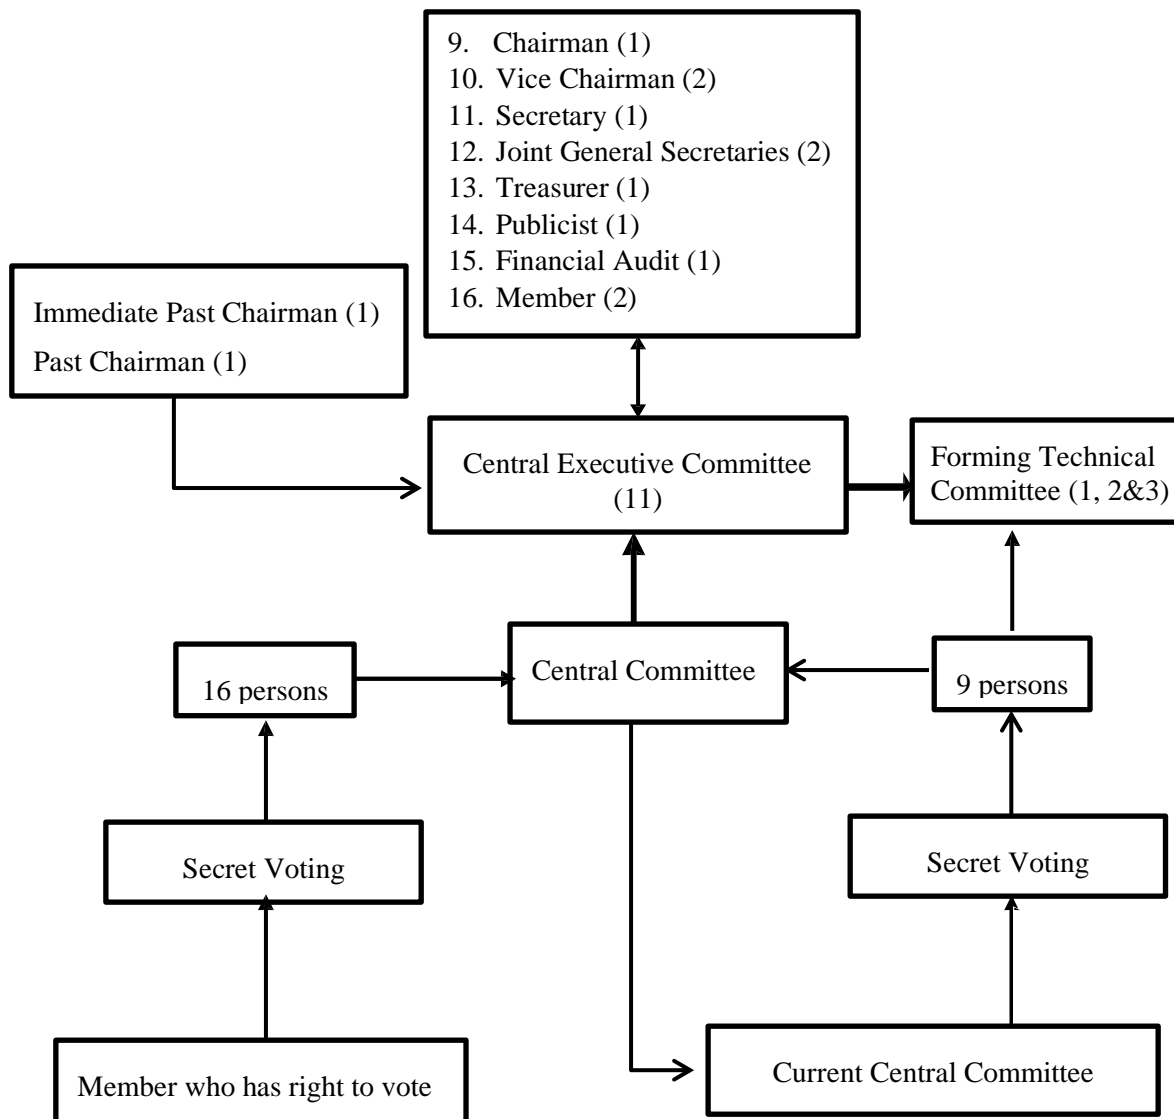 9. Chairman (1)
10. Vice Chairman (2)
11. Secretary (1)
12. Joint General Secretaries (2)
13. Treasurer (1)
14. Publicist (1)
15. Financial Audit (1)
16. Member (2)
Immediate Past Chairman (1)
Past Chairman (1)
Central Executive Committee
(11)
Forming Technical
Committee (1, 2&3)
16 persons
Central Committee
9 persons
Secret Voting
Secret Voting
Member who has right to vote
Current Central Committee